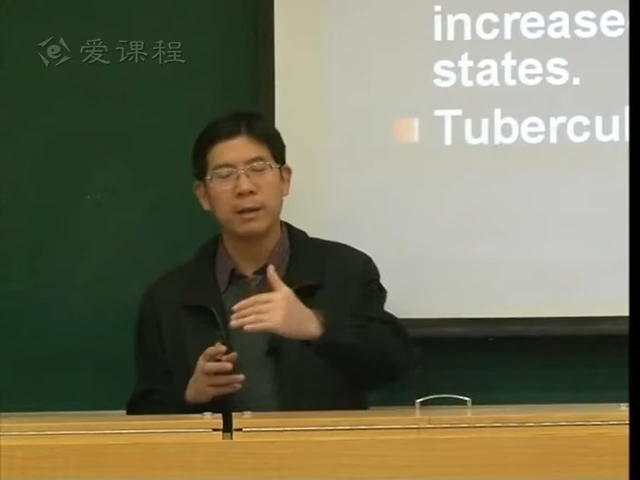 爱课程
increase
states.
Tubercul